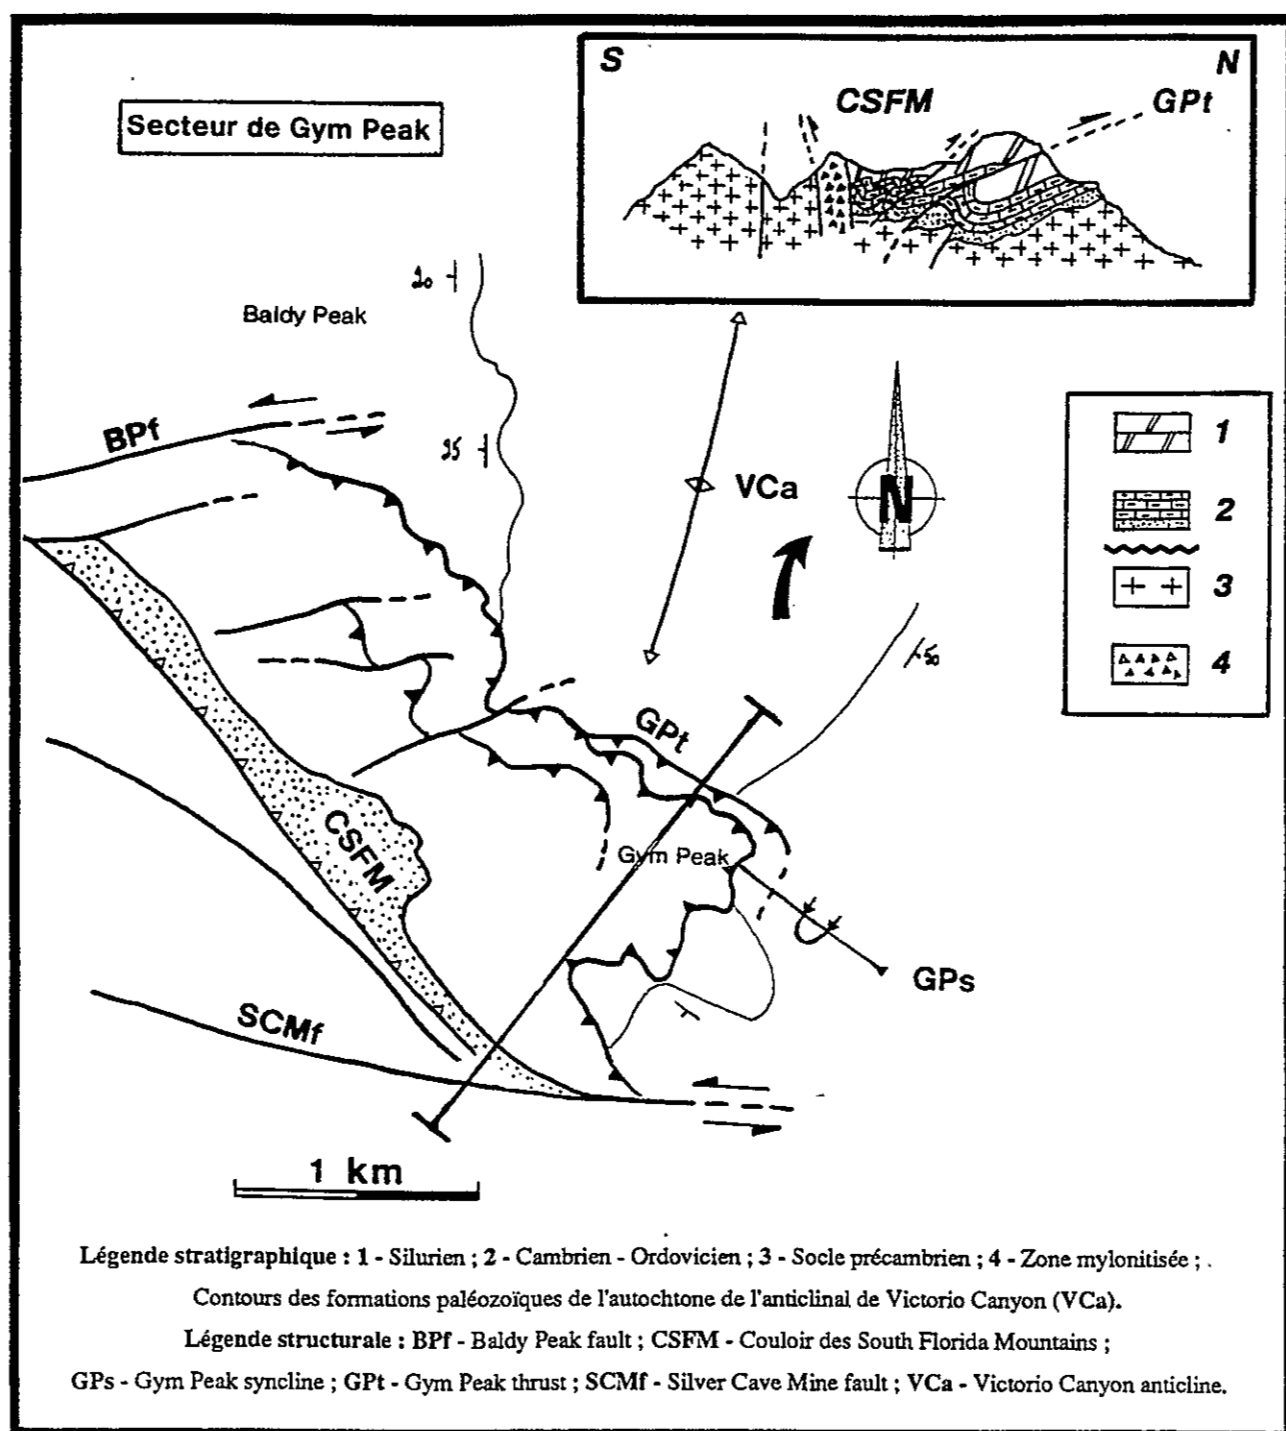 S
N
CSFM
GPt
Secteur de Gym Peak
20
Baldy Peak
BPf
25
VCa
N
1
2
3
4
50
GPt
CSFM
Gym Peak
GPs
SCMf
1 km
Légende stratigraphique : 1 - Silurien ; 2 - Cambrien - Ordovicien ; 3 - Socle précambrien ; 4 - Zone mylonitisée ; .
Contours des formations paléozoïques de l'autochtone de l'anticlinal de Victorio Canyon (VCa).
Légende structurale : BPf - Baldy Peak fault ; CSFM - Couloir des South Florida Mountains ;
GPs - Gym Peak syncline ; GPt - Gym Peak thrust ; SCMf - Silver Cave Mine fault ; VCa - Victorio Canyon anticline.